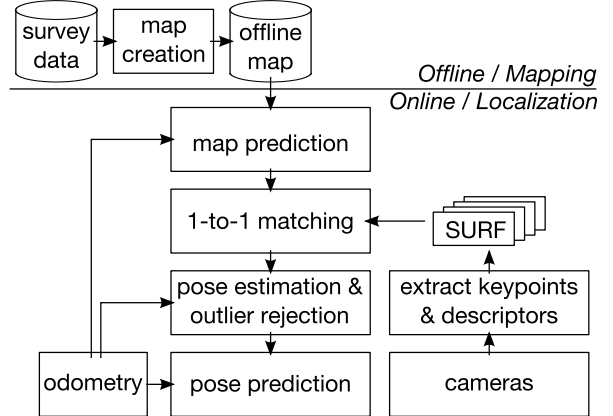 survey
data
map
creation
offline
map
Offline / Mapping
Online / Localization
map prediction
1-to-1 matching
SURF
pose estimation &
outlier rejection
extract keypoints
& descriptors
odometry
pose prediction
cameras